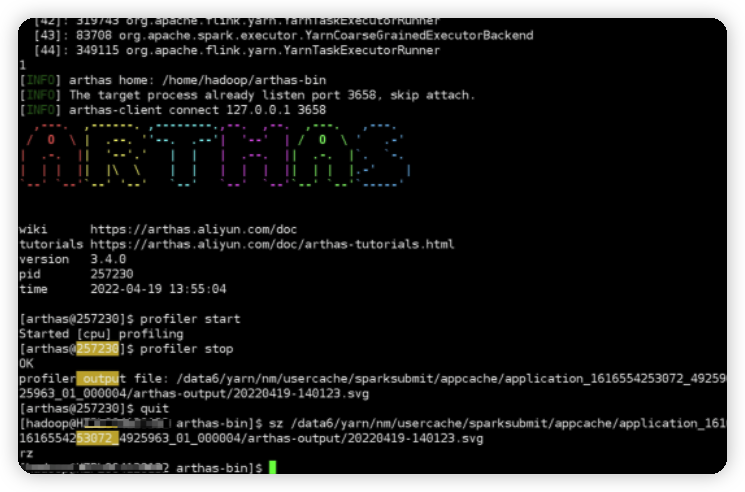 [42]: 319743 org.apache.flink.yarn.YarnTaskExecutorRunner
[43]: 83708 org.apache.spark.executor.YarnCoarseGrainedExecutorBackend
[44]: 349115 org.apache.flink.yarn.YarnTaskExecutorRunner
1
[INFO] arthas home: /home/hadoop/arthas-bin
[INFO] The target process already listen port 3658, skip attach.
[INFO] arthas-client connect 127.0.0.1 3658
ARTHAS
wiki https://arthas.aliyun.com/doc
tutorials https://arthas.aliyun.com/doc/arthas-tutorials.html
version 3.4.0
pid 257230
time 2022-04-19 13:55:04
[arthas@257230]$ profiler start
Started [cpu] profiling
[arthas@257230]$ profiler stop
OK
profiler output file: /data6/yarn/nm/usercache/sparksubmit/appcache/application_1616554253072_49259
25963_01_000004/arthas-output/20220419-140123.svg
[arthas@257230]$ quit
[hadoop@ arthas-bin]$ sz /data6/yarn/nm/usercache/sparksubmit/appcache/application_161
1616554253072_4925963_01_000004/arthas-output/20220419-140123.svg
rz
arthas-bin]$